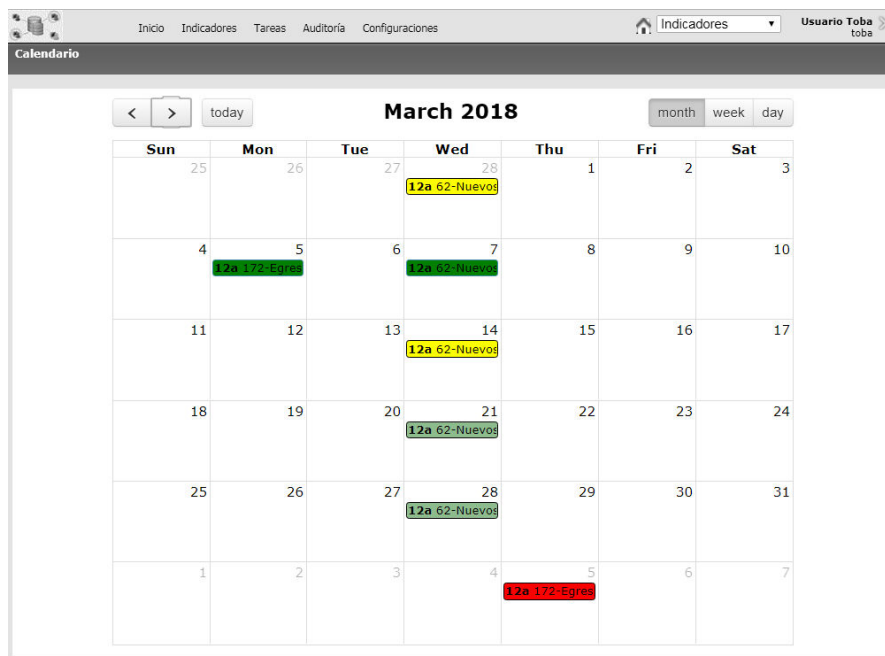 Inicio Indicadores Tareas Auditoría Configuraciones Indicadores Usuario Toba
toba
Calendario
today March 2018 month week day
Sun Mon Tue Wed Thu Fri Sat
25 26 27 28 1 2 3
12a 62-Nuevos
4 5 6 7 8 9 10
12a 172-Egres 12a 62-Nuevos
11 12 13 14 15 16 17
12a 62-Nuevos
18 19 20 21 22 23 24
12a 62-Nuevos
25 26 27 28 29 30 31
12a 62-Nuevos
1 2 3 4 5 6 7
12a 172-Egres